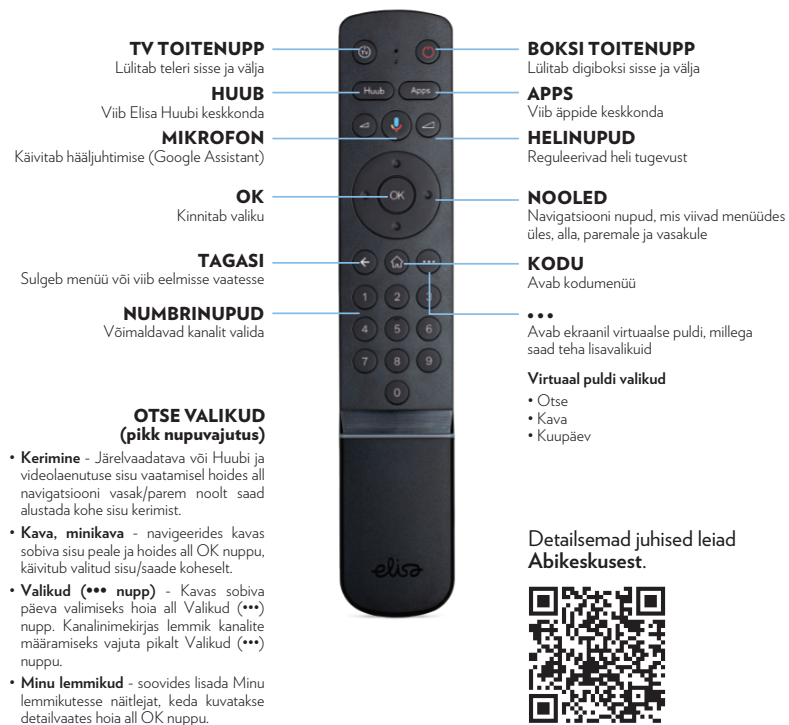 TV TOITENUPP
Lülitab teleri sisse ja välja
HUUB
Viib Elisa Huubi keskkonda
MIKROFON
Käivitab hääljuhtimise (Google Assistant)
OK
Kinnitab valiku
TAGASI
Sulgeb menüü või viib eelmisse vaatesse
NUMBRINUPUD
Võimaldavad kanalit valida
OTSE VALIKUD
(pikk nupuvajutus)
• Kerimine - Järelvaadatava või Huubi ja
videolaenutuse sisu vaatamisel hoides all
navigatsiooni vasak/parem noolt saad
alustada kohe sisu kerimist.
• Kava, minikava - navigeerides kavas
sobiva sisu peale ja hoides all OK nuppu,
käivitub valitud sisu/saade koheselt.
• Valikud (••• nupp) - Kavas sobiva
päeva valimiseks hoia all Valikud (•••)
nupp. Kanalinimekirjas lemmik kanalite
määramiseks vajuta pikalt Valikud (•••)
nuppu.
• Minu lemmikud - soovides lisada Minu
lemmikutesse näitlejat, keda kuvatakse
detailvaates hoia all OK nuppu.
TV
Huub Apps
OK
1 2 3
4 5 6
7 8 9
0
elisa
BOKSI TOITENUPP
Lülitab digiboksi sisse ja välja
APPS
Viib äppide keskkonda
HELINUPUD
Reguleerivad heli tugevust
NOOLED
Navigatsiooni nupud, mis viivad menüüdes
üles, alla, paremale ja vasakule
KODU
Avab kodumenüü
•••
Avab ekraanil virtuaalse puldi, millega
saad teha lisavalikuid
Virtuaal puldi valikud
• Otse
• Kava
• Kuupäev
Detailsemad juhised leiad
Abikeskusest.